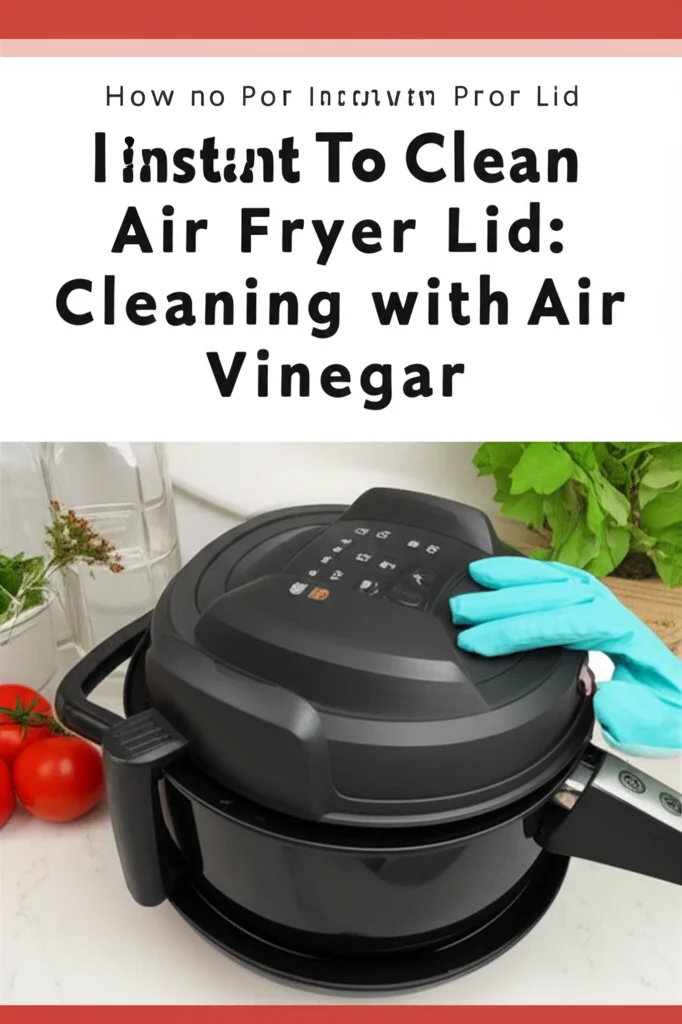 How no Por Pror Lid
To Clean
Air Fryer Lid:
Cleaning with Air
Vinegar